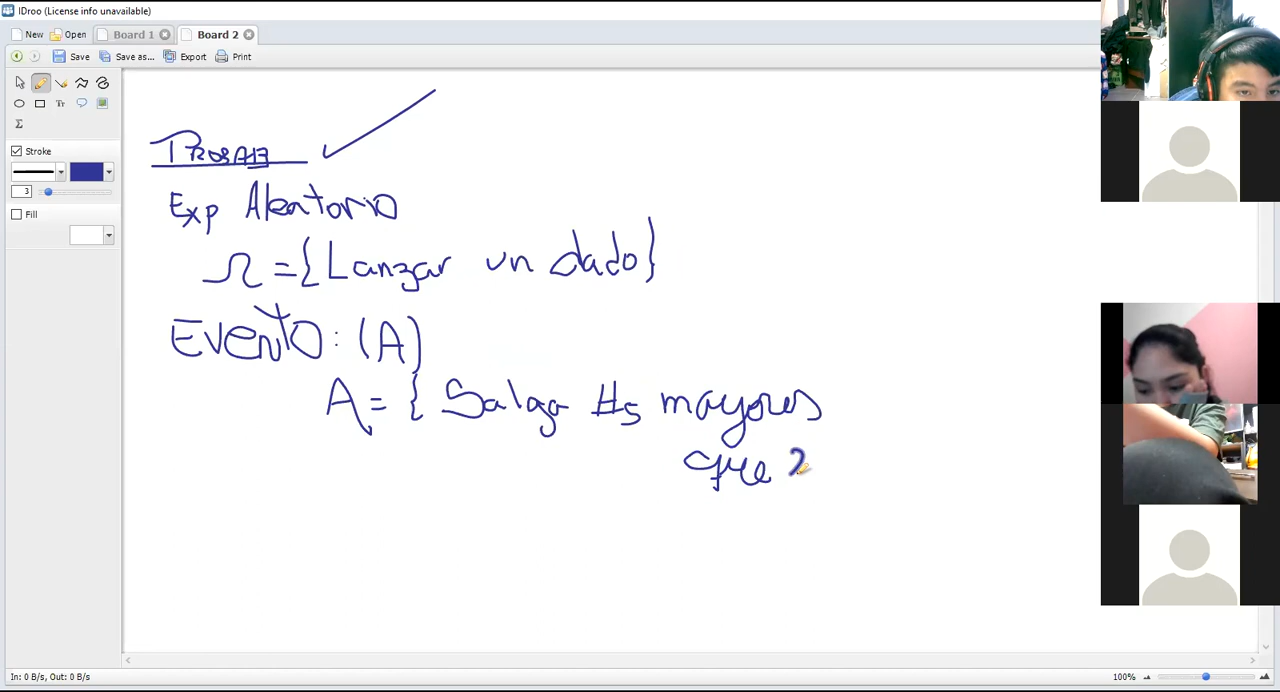 IDroo (License info unavailable)
New Open Board 1 Board 2
Save Save as... Export Print
Tr
Σ
Stroke
3
Fill
Exp Aleatorio
Ω = {Lanzar un dado}
Evento: (A)
A = { Salga #s mayores
que 2
In: 0 B/s, Out: 0 B/s 100%